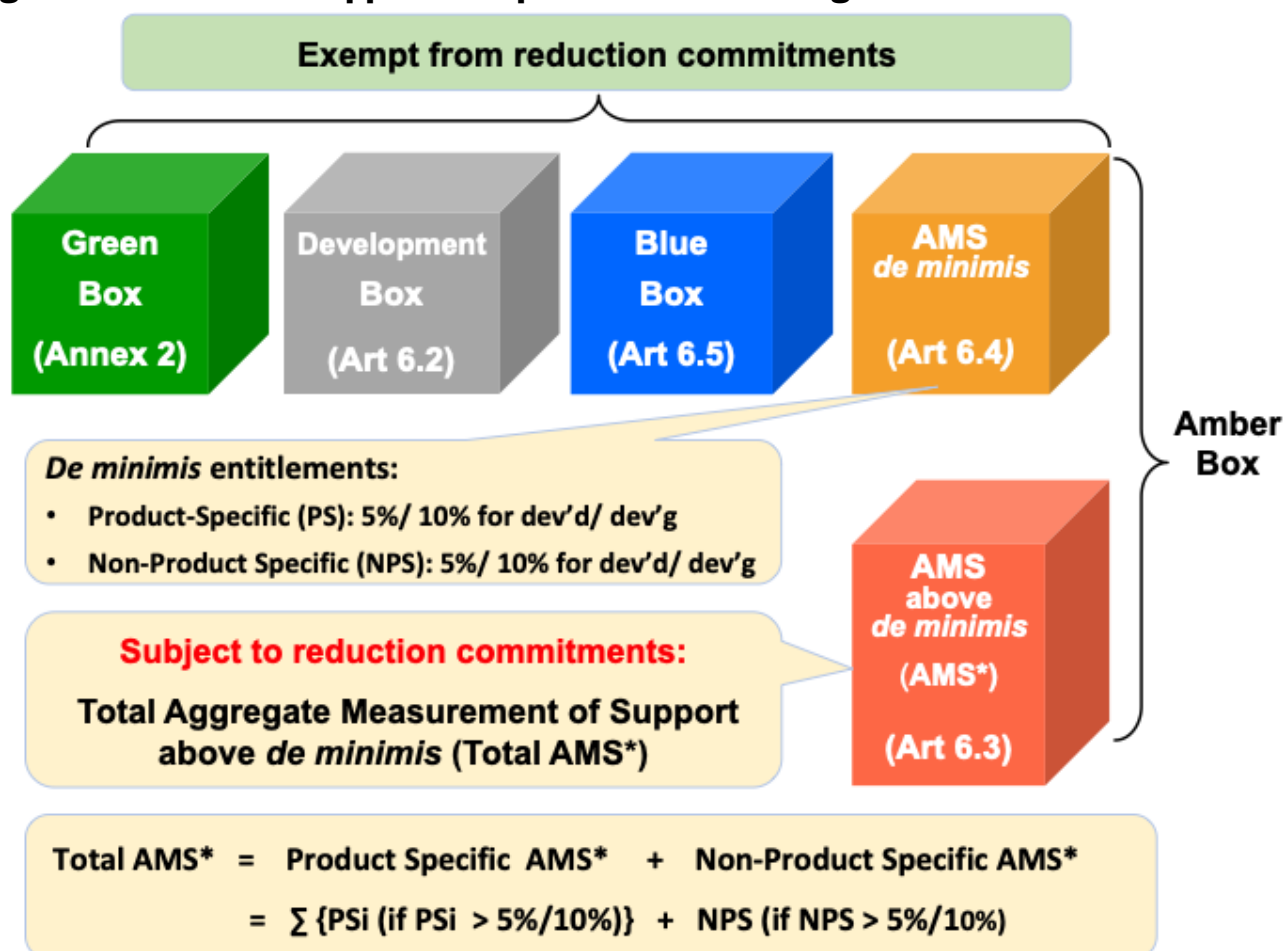 Exempt from reduction commitments
Green
Box
(Annex 2)
Development
Box
(Art 6.2)
Blue
Box
(Art 6.5)
AMS
de minimis
(Art 6.4)
Amber
Box
De minimis entitlements:
• Product-Specific (PS): 5%/ 10% for dev'd/ dev'g
• Non-Product Specific (NPS): 5%/ 10% for dev'd/ dev'g
AMS
above
de minimis
(AMS*)
(Art 6.3)
Subject to reduction commitments:
Total Aggregate Measurement of Support
above de minimis (Total AMS*)
Total AMS* = Product Specific AMS* + Non-Product Specific AMS*
= ∑ {PSi (if PSi > 5%/10%)} + NPS (if NPS > 5%/10%)